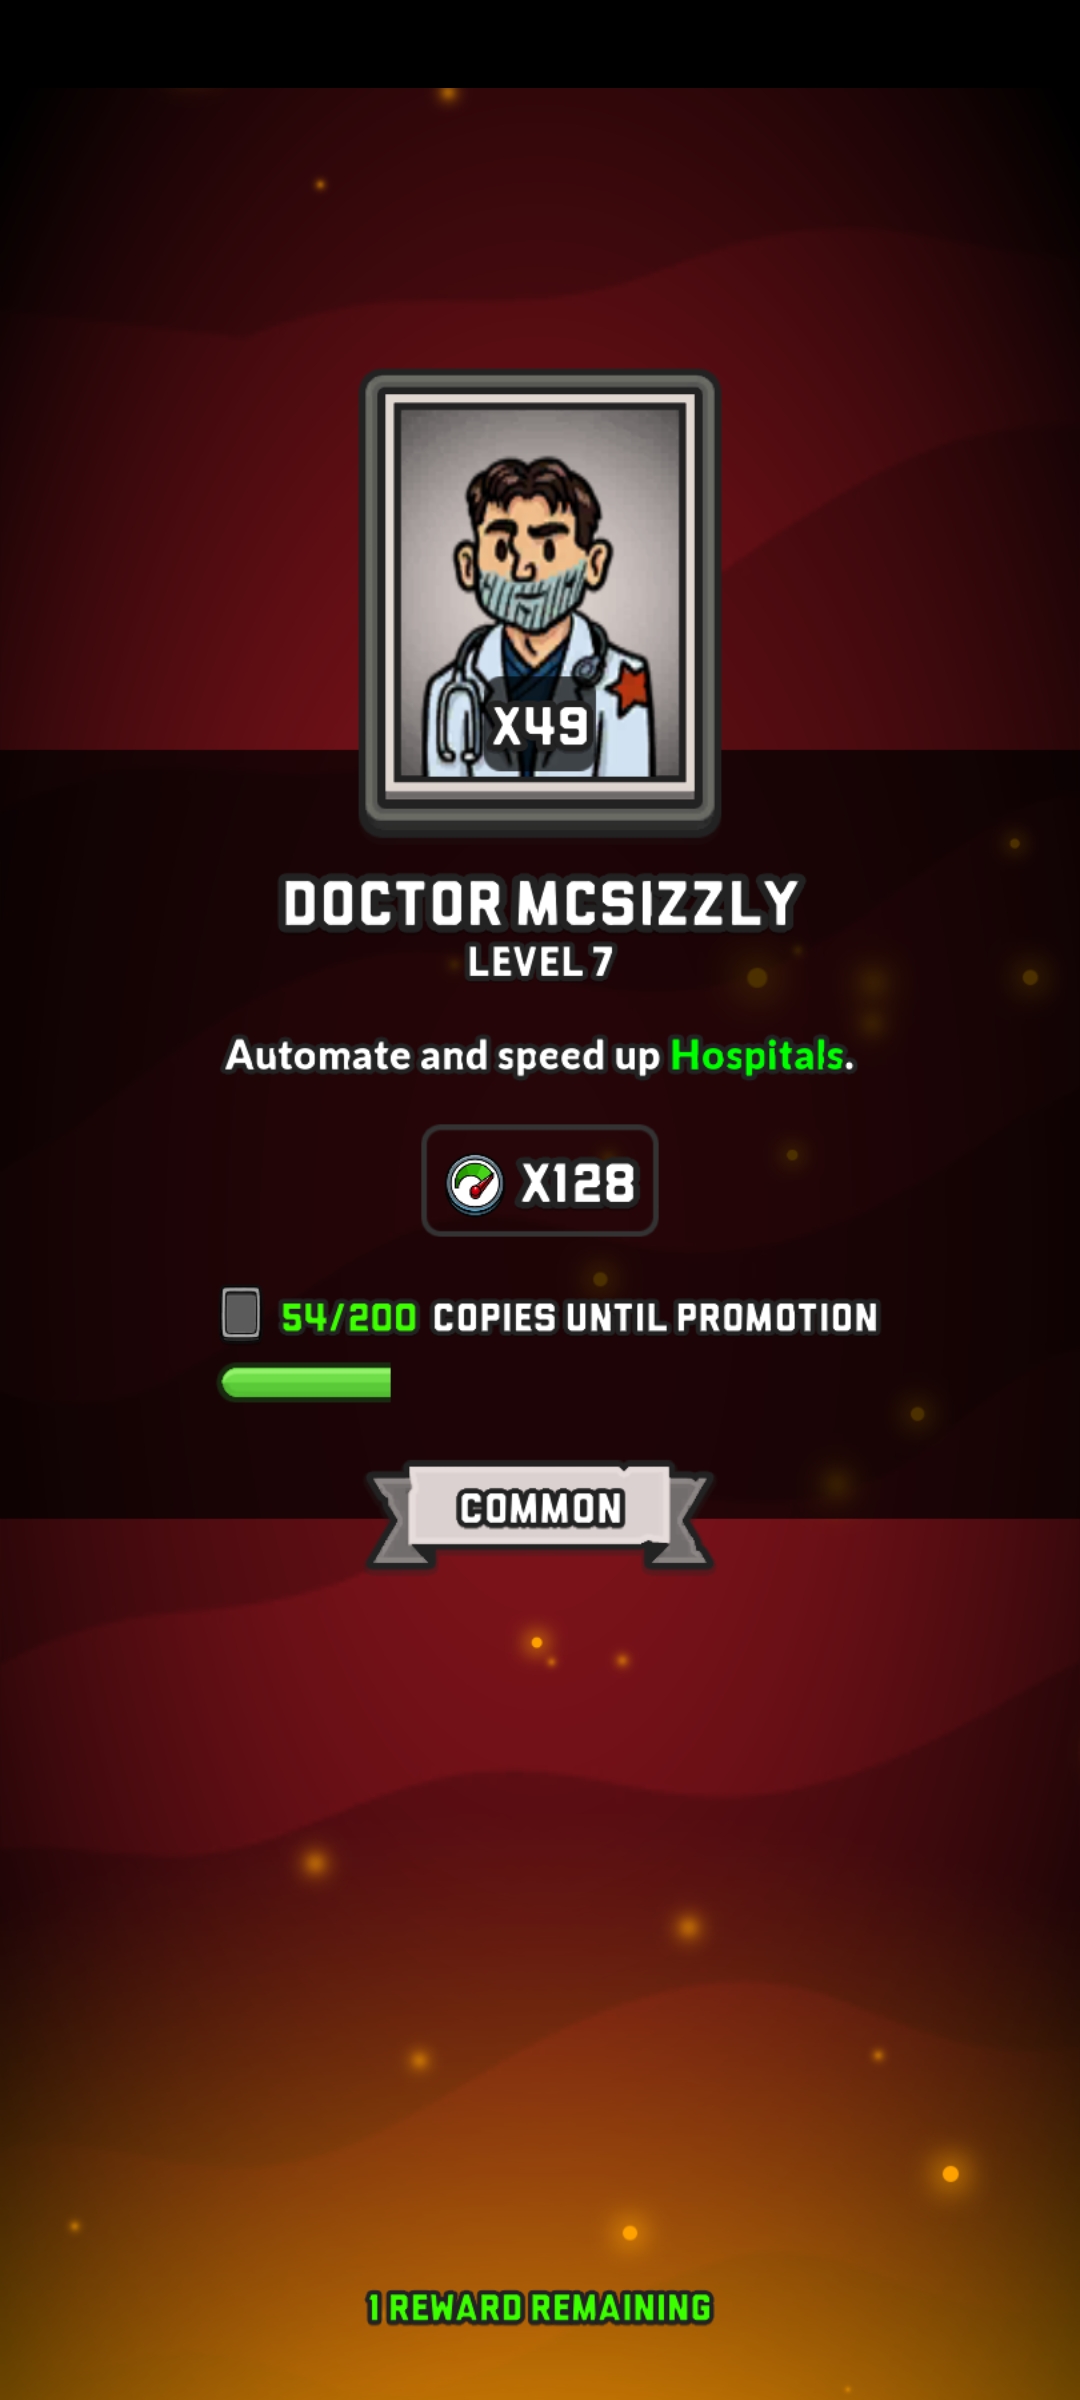 X49
DOCTOR MCSIZZLY
LEVEL 7
Automate and speed up Hospitals.
X128
54/200 COPIES UNTIL PROMOTION
COMMON
1 REWARD REMAINING